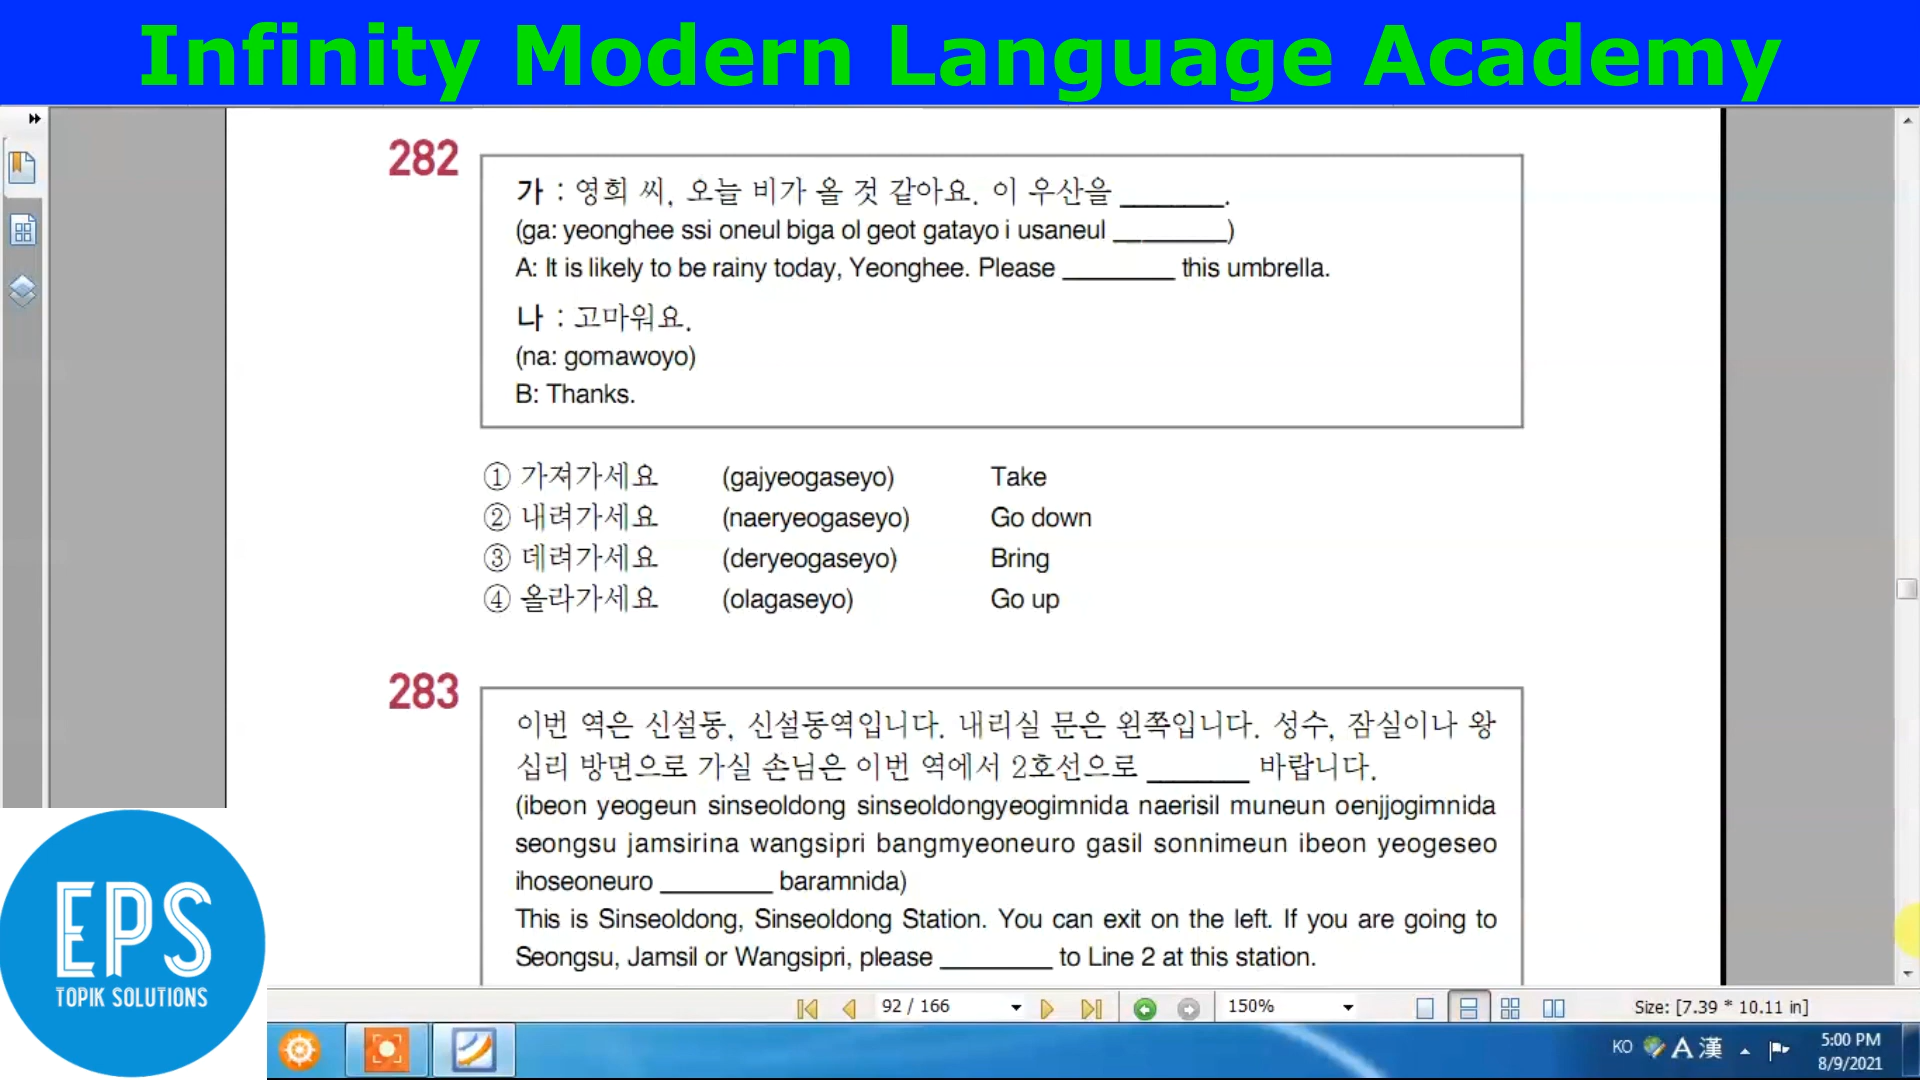 Infinity Modern Language Academy
282
가 : 영희 씨, 오늘 비가 올 것 같아요. 이 우산을 ________.
(ga: yeonghee ssi oneul biga ol geot gatayo i usaneul ________)
A: It is likely to be rainy today, Yeonghee. Please ________ this umbrella.
나 : 고마워요.
(na: gomawoyo)
B: Thanks.
① 가져가세요 (gajyeogaseyo) Take
② 내려가세요 (naeryeogaseyo) Go down
③ 데려가세요 (deryeogaseyo) Bring
④ 올라가세요 (olagaseyo) Go up
283
이번 역은 신설동, 신설동역입니다. 내리실 문은 왼쪽입니다. 성수, 잠실이나 왕
십리 방면으로 가실 손님은 이번 역에서 2호선으로 ________ 바랍니다.
(ibeon yeogeun sinseoldong sinseoldongyeogimnida naerisil muneun oenjjogimnida
seongsu jamsirina wangsipri bangmyeoneuro gasil sonnimeun ibeon yeogeseo
ihoseoneuro ________ baramnida)
This is Sinseoldong, Sinseoldong Station. You can exit on the left. If you are going to
Seongsu, Jamsil or Wangsipri, please ________ to Line 2 at this station.
EPS
TOPIK SOLUTIONS
92 / 166
150%
Size: [7.39 * 10.11 in]
KO A 漢
5:00 PM
8/9/2021